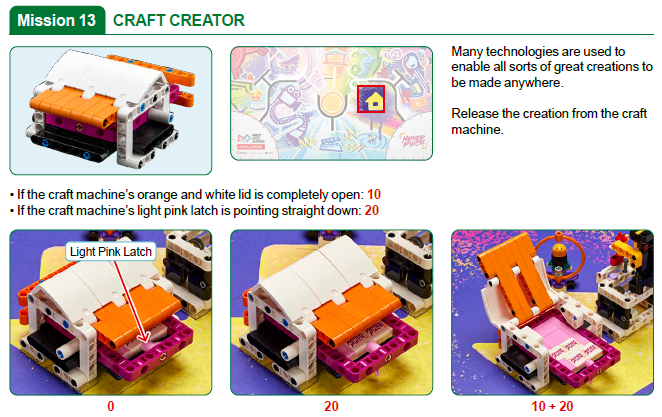 Mission 13 CRAFT CREATOR
Many technologies are used to
enable all sorts of great creations to
be made anywhere.
Release the creation from the craft
machine.
• If the craft machine's orange and white lid is completely open: 10
• If the craft machine's light pink latch is pointing straight down: 20
Light Pink Latch
0
20
10 + 20